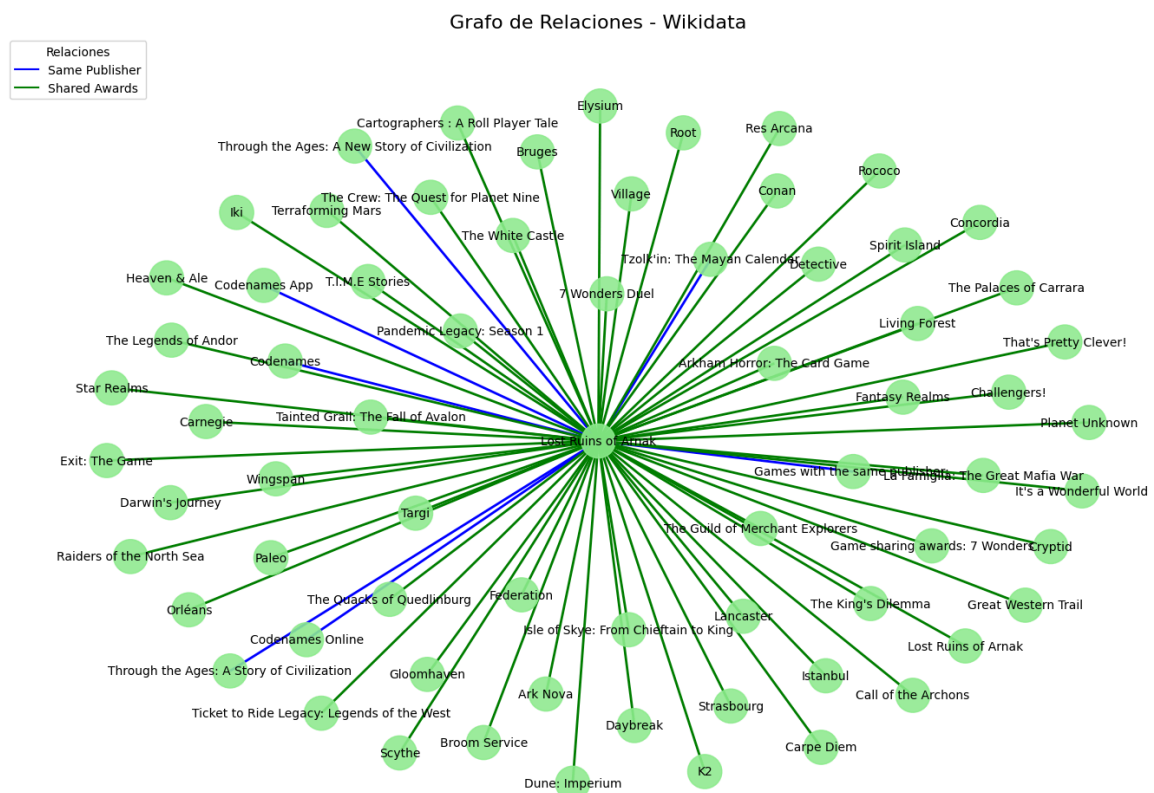 Grafo de Relaciones - Wikidata
Relaciones
Same Publisher
Shared Awards
Elysium
Cartographers : A Roll Player Tale
Res Arcana
Root
Through the Ages: A New Story of Civilization
Bruges
Rococo
Conan
Village
The Crew: The Quest for Planet Nine
Terraforming Mars
Iki
Concordia
The White Castle
Spirit Island
Tzolk'in: The Mayan Calender
Detective
Heaven & Ale
T.I.M.E Stories
Codenames App
The Palaces of Carrara
7 Wonders Duel
Living Forest
Pandemic Legacy: Season 1
The Legends of Andor
That's Pretty Clever!
Codenames
Arkham Horror: The Card Game
Star Realms
Challengers!
Fantasy Realms
Tainted Grail: The Fall of Avalon
Carnegie
Planet Unknown
Lost Ruins of Arnak
Exit: The Game
Games with the same publisher:
La Famiglia: The Great Mafia War
Wingspan
It's a Wonderful World
Darwin's Journey
Targi
The Guild of Merchant Explorers
Game sharing awards: 7 Wonders
Cryptid
Raiders of the North Sea
Paleo
Federation
The Quacks of Quedlinburg
The King's Dilemma
Great Western Trail
Orléans
Lancaster
Isle of Skye: From Chieftain to King
Codenames Online
Lost Ruins of Arnak
Through the Ages: A Story of Civilization
Gloomhaven
Istanbul
Ark Nova
Call of the Archons
Strasbourg
Ticket to Ride Legacy: Legends of the West
Daybreak
Broom Service
Carpe Diem
Scythe
K2
Dune: Imperium